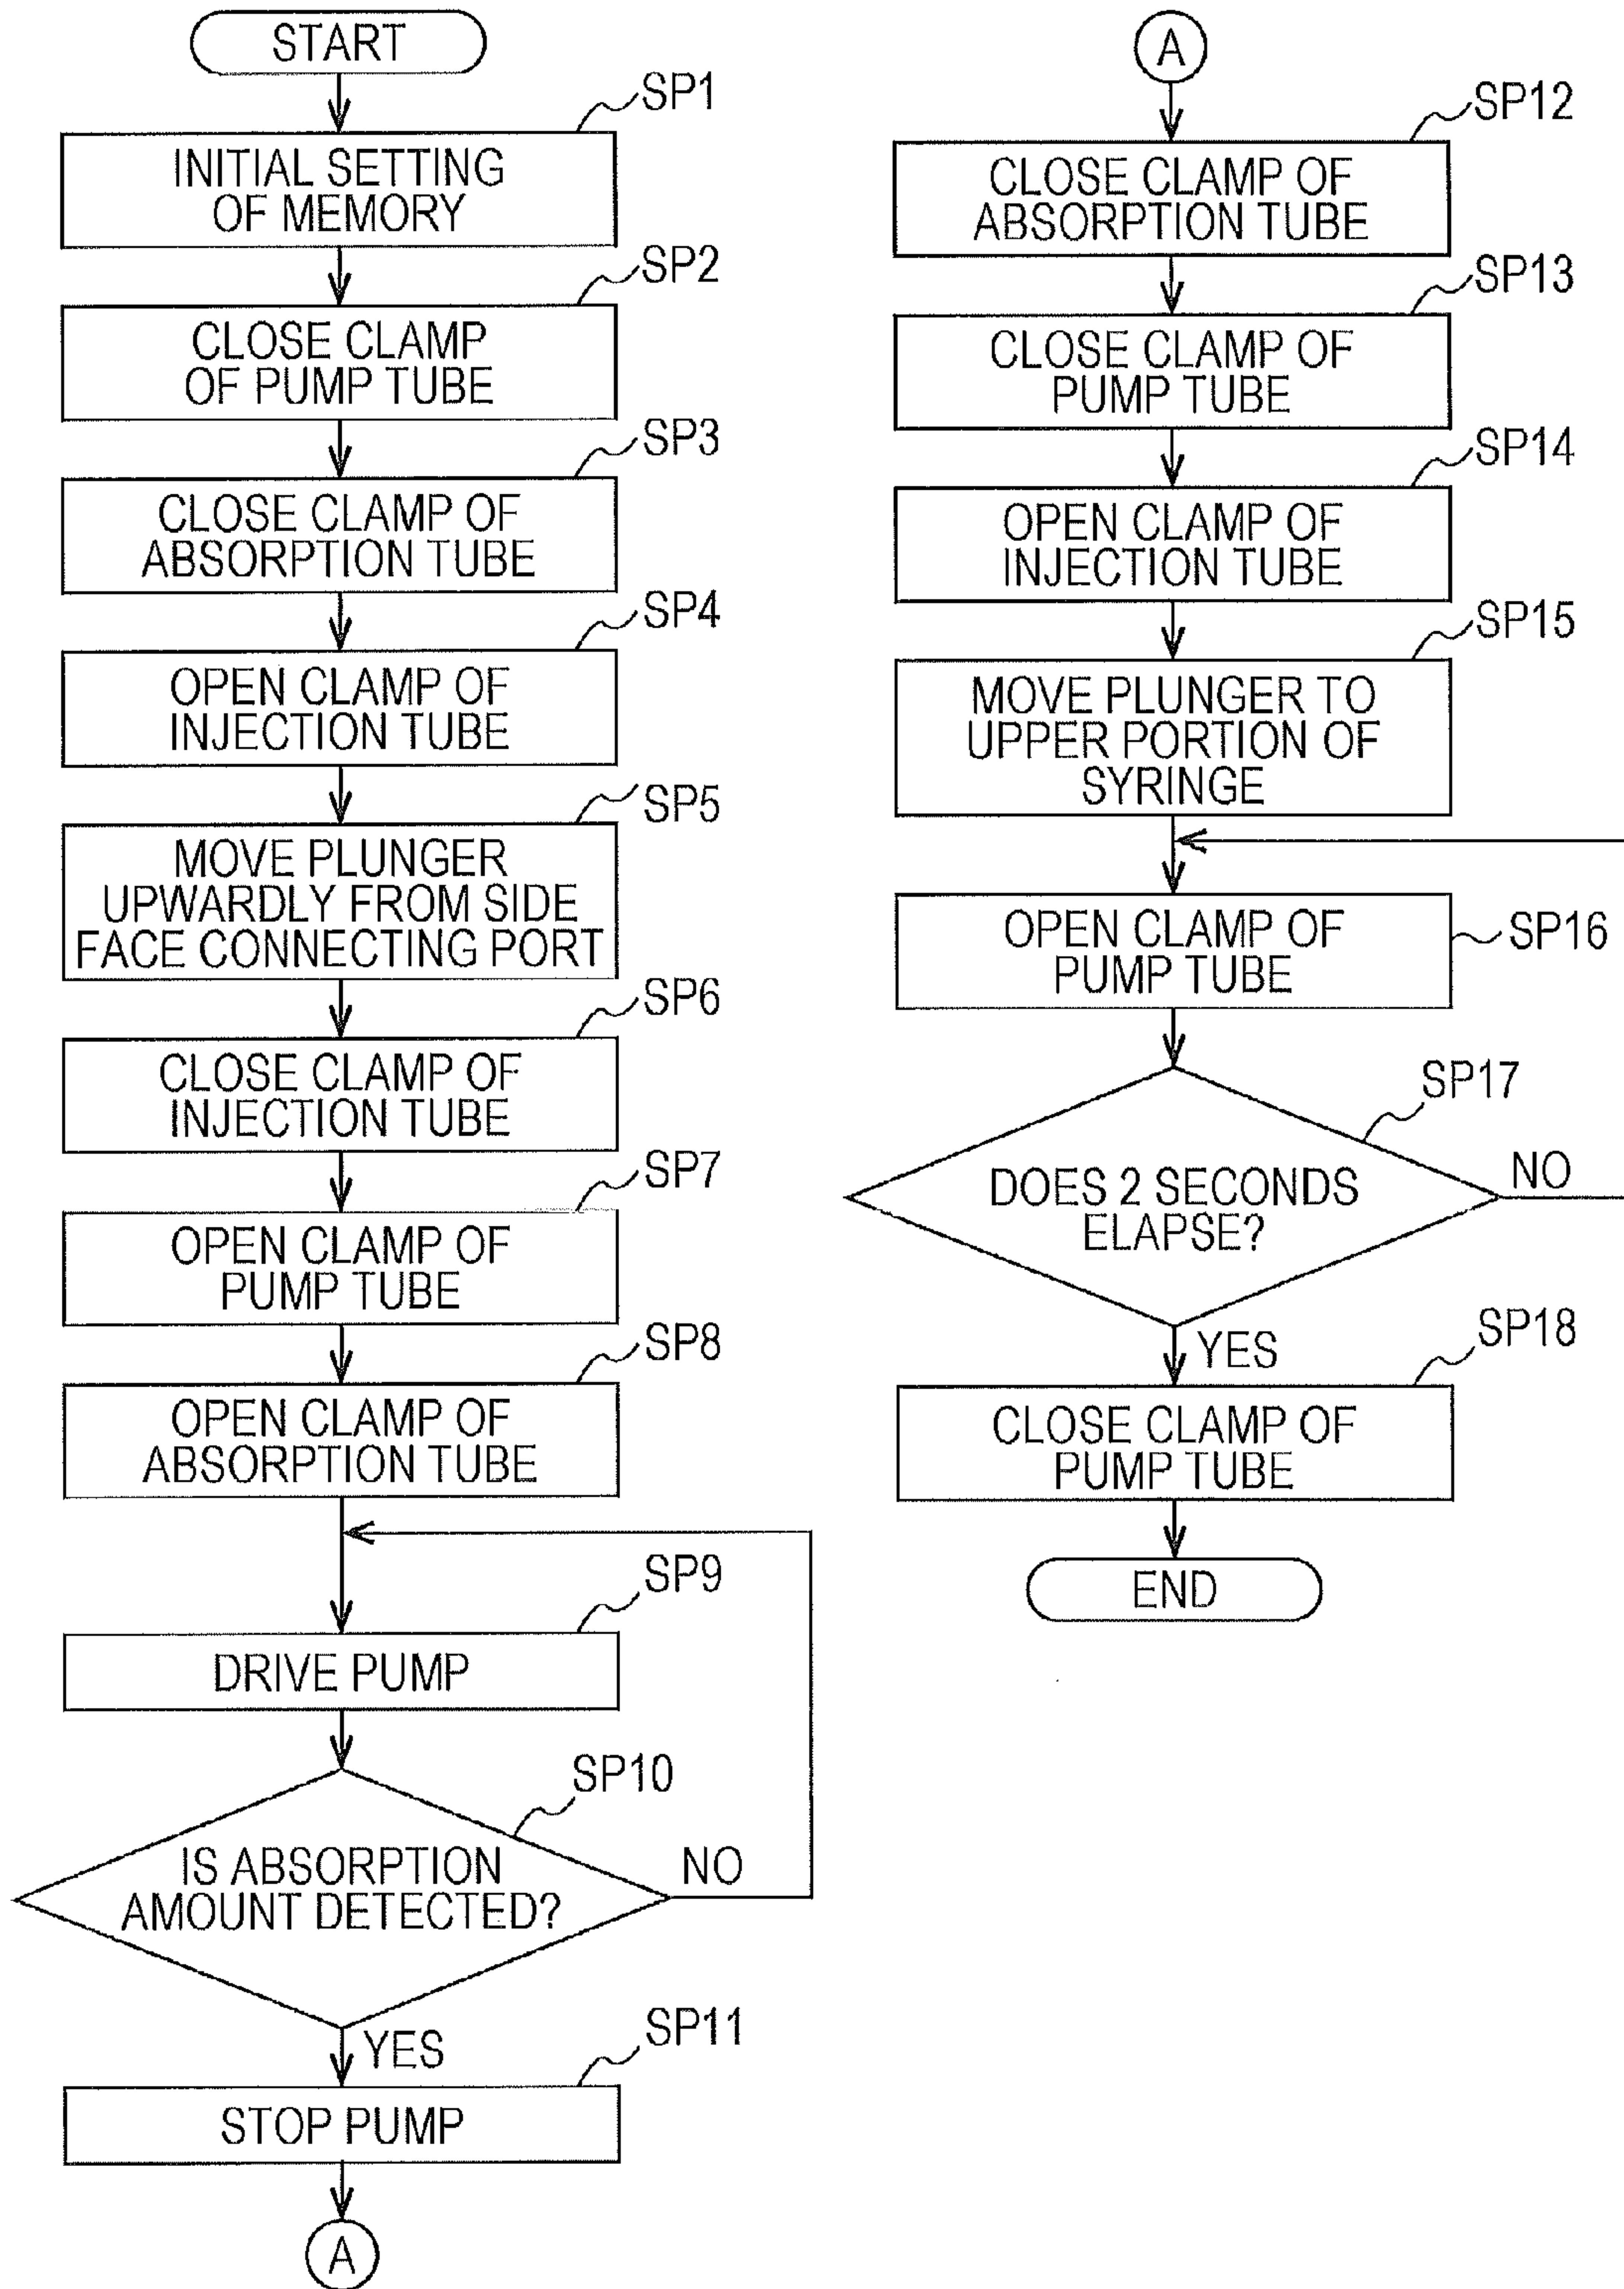 START
SP1
INITIAL SETTING
OF MEMORY
SP2
CLOSE CLAMP
OF PUMP TUBE
SP3
CLOSE CLAMP OF
ABSORPTION TUBE
SP4
OPEN CLAMP OF
INJECTION TUBE
SP5
MOVE PLUNGER
UPWARDLY FROM SIDE
FACE CONNECTING PORT
SP6
CLOSE CLAMP OF
INJECTION TUBE
SP7
OPEN CLAMP OF
PUMP TUBE
SP8
OPEN CLAMP OF
ABSORPTION TUBE
SP9
DRIVE PUMP
SP10
IS ABSORPTION
AMOUNT DETECTED?
NO
YES
SP11
STOP PUMP
A
A
SP12
CLOSE CLAMP OF
ABSORPTION TUBE
SP13
CLOSE CLAMP OF
PUMP TUBE
SP14
OPEN CLAMP OF
INJECTION TUBE
SP15
MOVE PLUNGER TO
UPPER PORTION OF
SYRINGE
OPEN CLAMP OF
PUMP TUBE
SP16
SP17
DOES 2 SECONDS
ELAPSE?
NO
YES
SP18
CLOSE CLAMP OF
PUMP TUBE
END